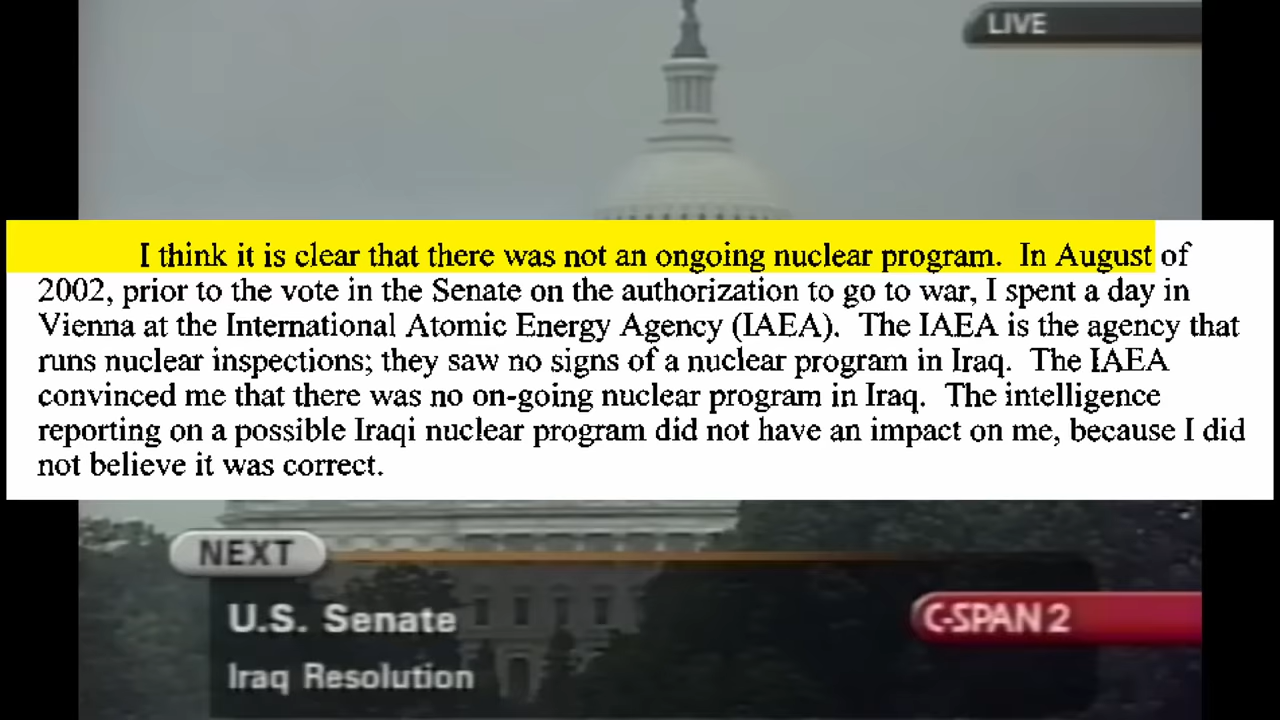 LIVE
I think it is clear that there was not an ongoing nuclear program. In August of
2002, prior to the vote in the Senate on the authorization to go to war, I spent a day in
Vienna at the International Atomic Energy Agency (IAEA). The IAEA is the agency that
runs nuclear inspections; they saw no signs of a nuclear program in Iraq. The IAEA
convinced me that there was no on-going nuclear program in Iraq. The intelligence
reporting on a possible Iraqi nuclear program did not have an impact on me, because I did
not believe it was correct.
NEXT
U.S. Senate
C-SPAN 2
Iraq Resolution